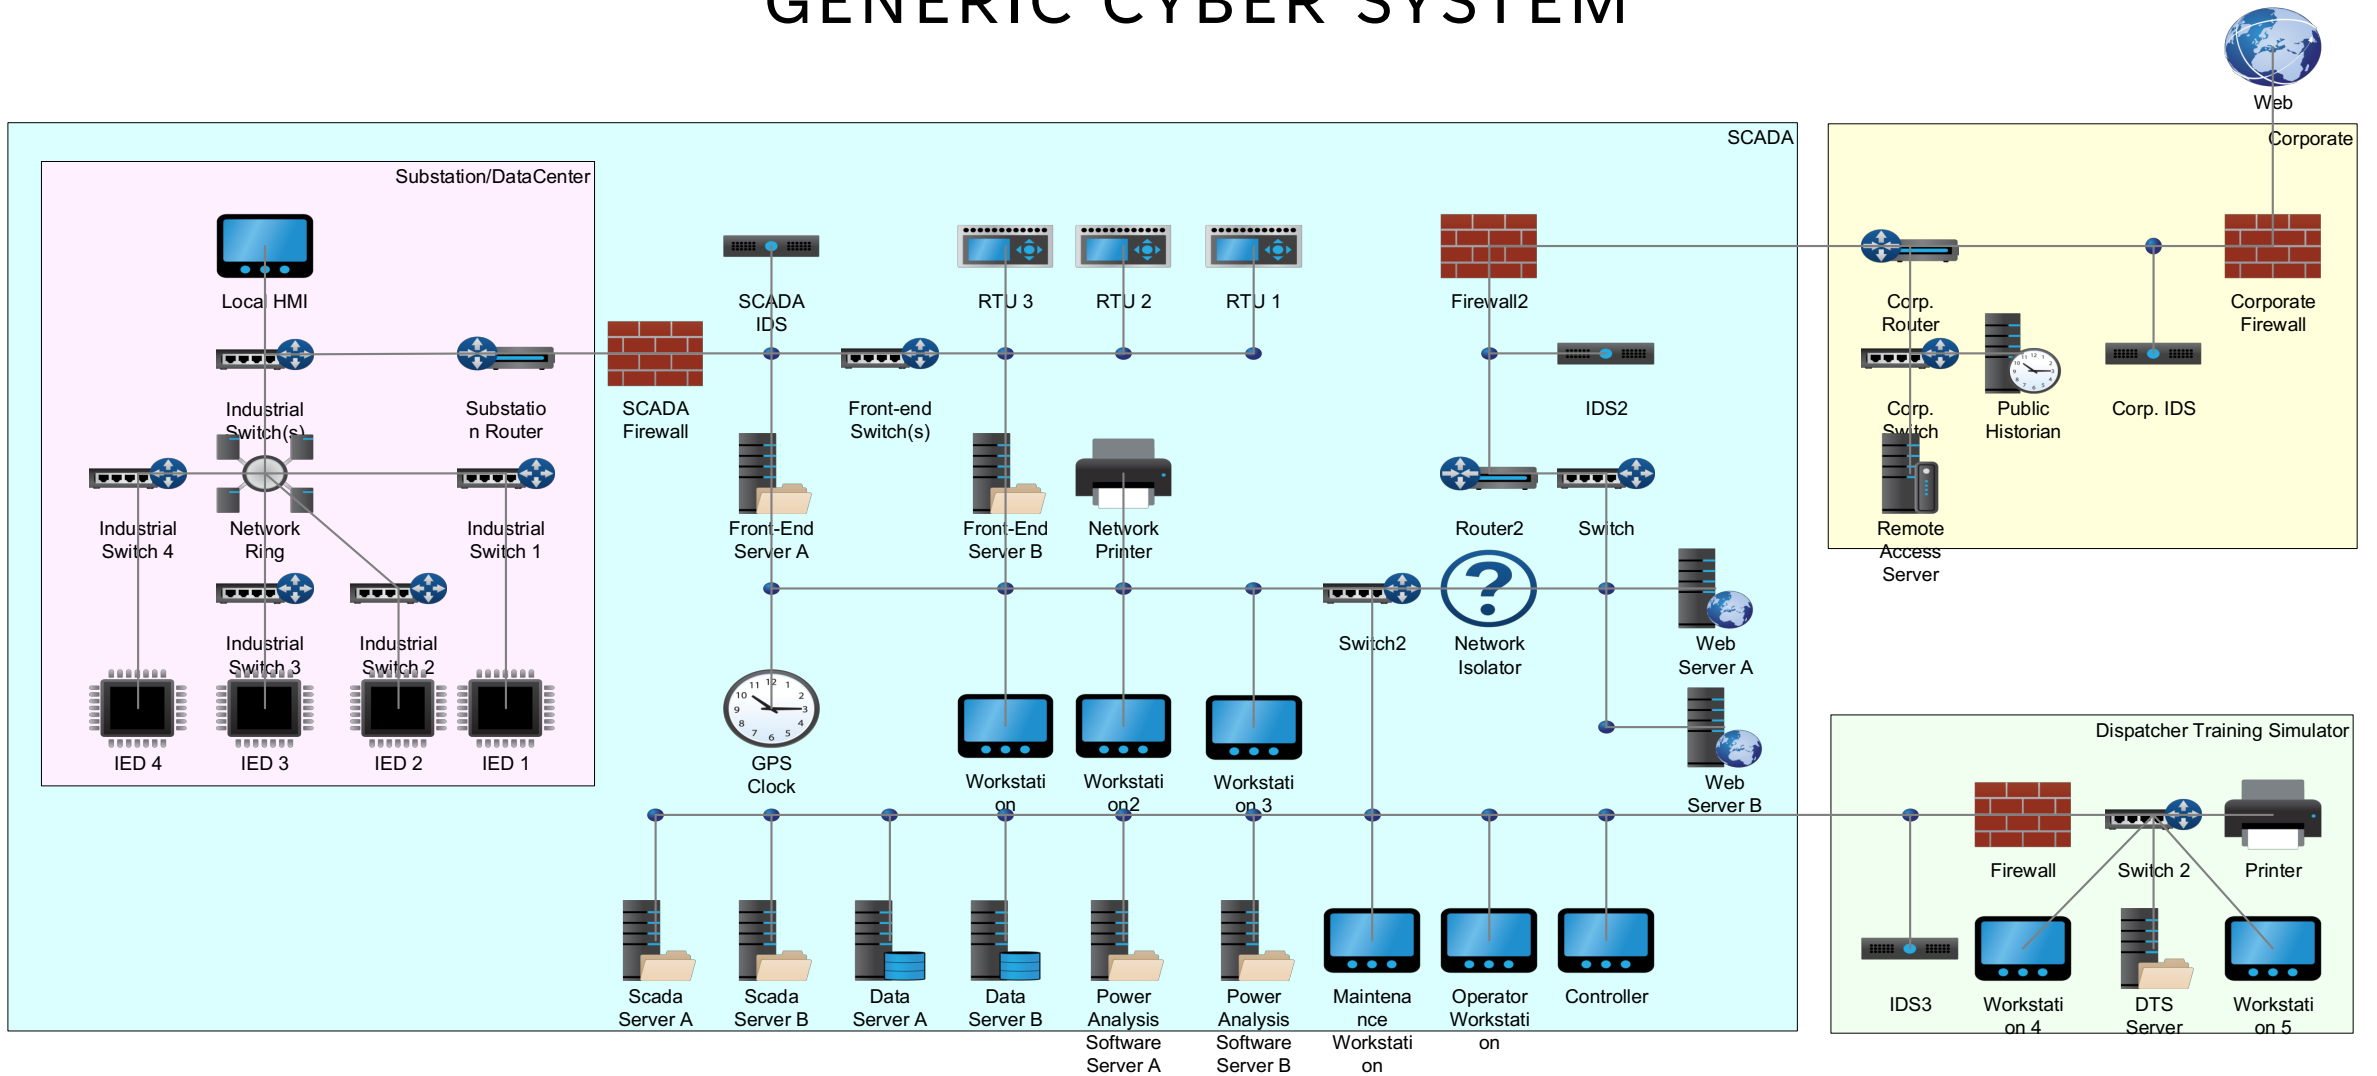 GENERIC CYBER SYSTEM
Web
SCADA
Corporate
Substation/DataCenter
Local HMI
SCADA
IDS
RTU 3
RTU 2
RTU 1
Firewall2
Corp.
Router
Corporate
Firewall
Industrial
Switch(s)
Substatio
n Router
SCADA
Firewall
Front-end
Switch(s)
IDS2
Corp.
Switch
Public
Historian
Corp. IDS
Industrial
Switch 4
Network
Ring
Industrial
Switch 1
Front-End
Server A
Front-End
Server B
Network
Printer
Router2
Switch
Remote
Access
Server
Industrial
Switch 3
Industrial
Switch 2
Switch2
Network
Isolator
Web
Server A
IED 4
IED 3
IED 2
IED 1
GPS
Clock
Workstati
on
Workstati
on2
Workstati
on 3
Web
Server B
Dispatcher Training Simulator
Firewall
Switch 2
Printer
Scada
Server A
Scada
Server B
Data
Server A
Data
Server B
Power
Analysis
Software
Server A
Power
Analysis
Software
Server B
Maintena
nce
Workstati
on
Operator
Workstati
on
Controller
IDS3
Workstati
on 4
DTS
Server
Workstati
on 5